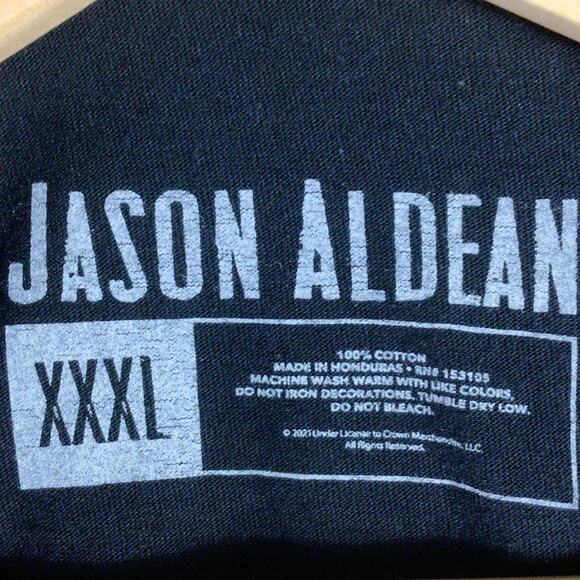 JASON ALDEAN
XXXL
100% COTTON
MADE IN HONDURAS • RN# 153105
MACHINE WASH WARM WITH LIKE COLORS,
DO NOT IRON DECORATIONS, TUMBLE DRY LOW.
DO NOT BLEACH.
© 2021 Under License to Crown Merchandise, LLC.
All Rights Reserved.